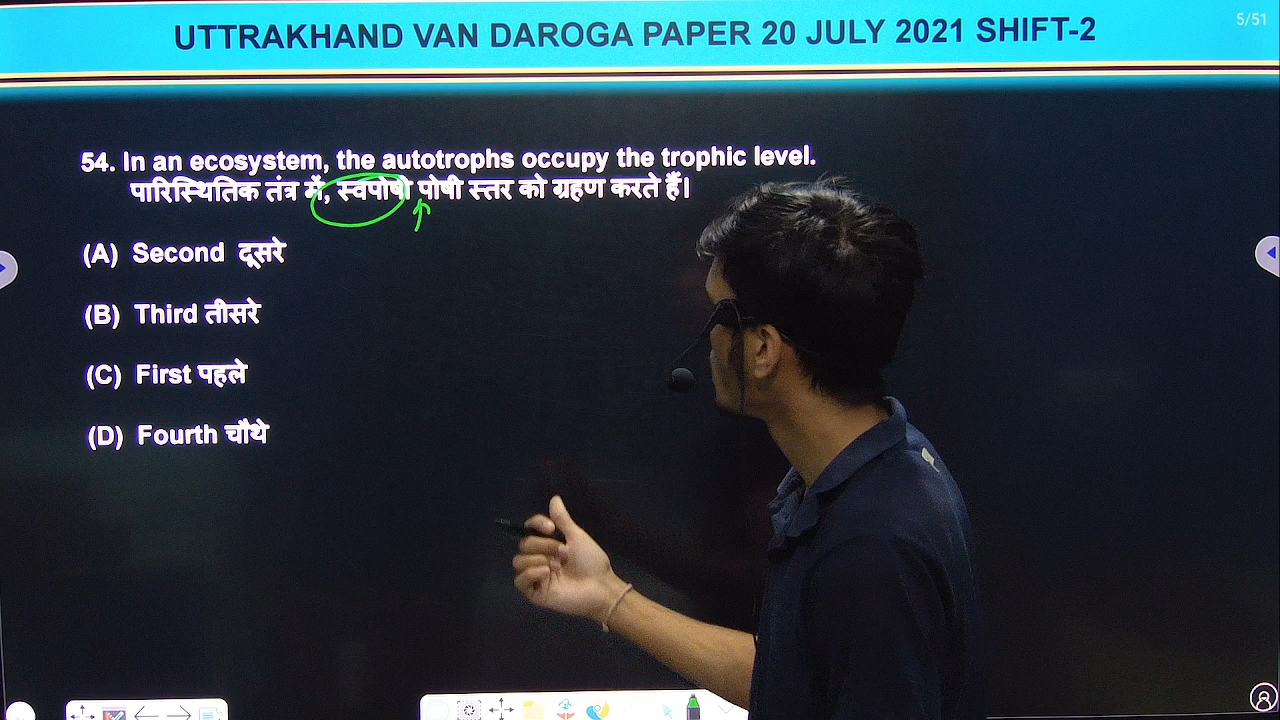 5/51
UTTRAKHAND VAN DAROGA PAPER 20 JULY 2021 SHIFT-2
54. In an ecosystem, the autotrophs occupy the trophic level.
पारिस्थितिक तंत्र में, स्वपोषी पोषी स्तर को ग्रहण करते हैं।
(A) Second दूसरे
(B) Third तीसरे
(C) First पहले
(D) Fourth चौथे